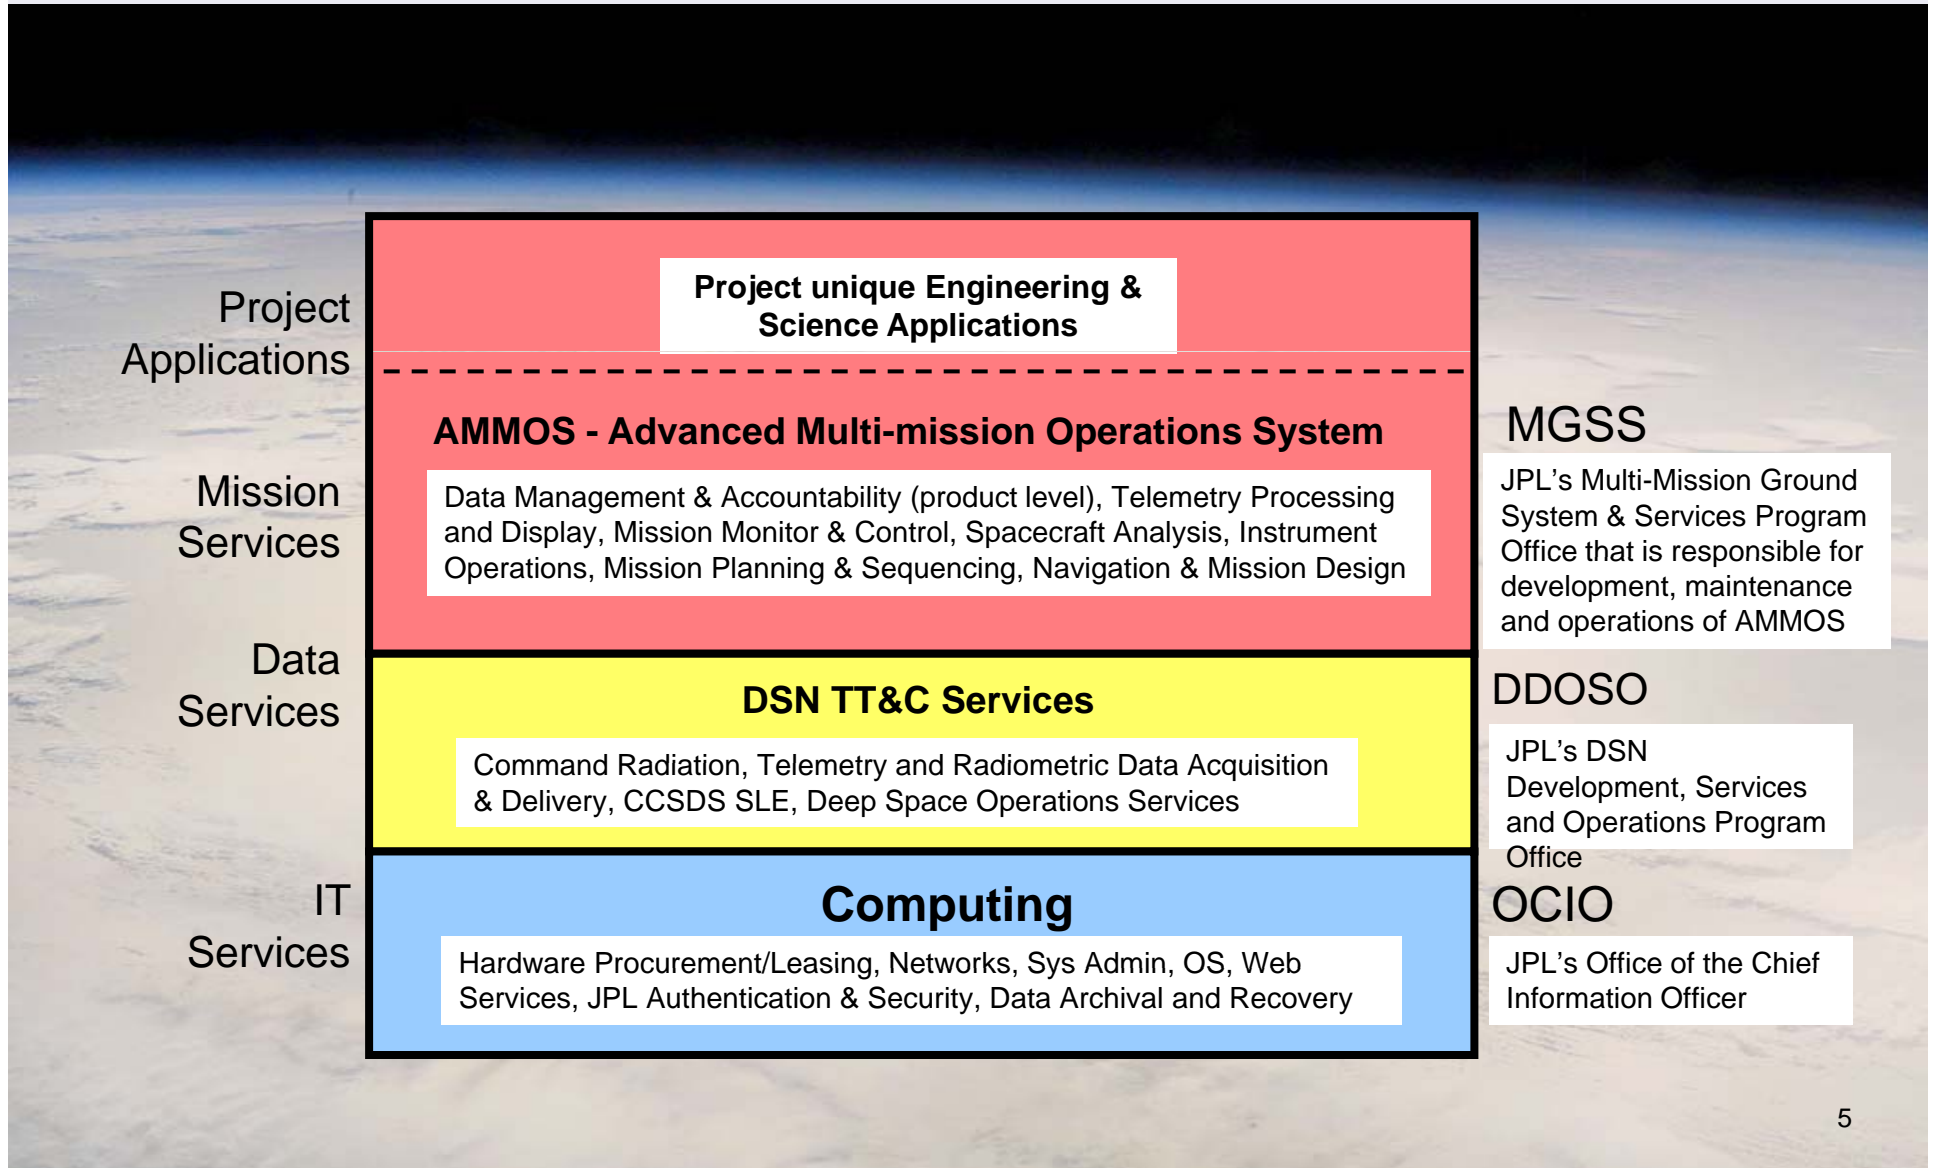 Project
Applications
Project unique Engineering &
Science Applications
Mission
Services
AMMOS - Advanced Multi-mission Operations System
Data Management & Accountability (product level), Telemetry Processing
and Display, Mission Monitor & Control, Spacecraft Analysis, Instrument
Operations, Mission Planning & Sequencing, Navigation & Mission Design
MGSS
JPL’s Multi-Mission Ground
System & Services Program
Office that is responsible for
development, maintenance
and operations of AMMOS
Data
Services
DSN TT&C Services
Command Radiation, Telemetry and Radiometric Data Acquisition
& Delivery, CCSDS SLE, Deep Space Operations Services
DDOSO
JPL’s DSN
Development, Services
and Operations Program
Office
IT
Services
Computing
Hardware Procurement/Leasing, Networks, Sys Admin, OS, Web
Services, JPL Authentication & Security, Data Archival and Recovery
OCIO
JPL’s Office of the Chief
Information Officer
5